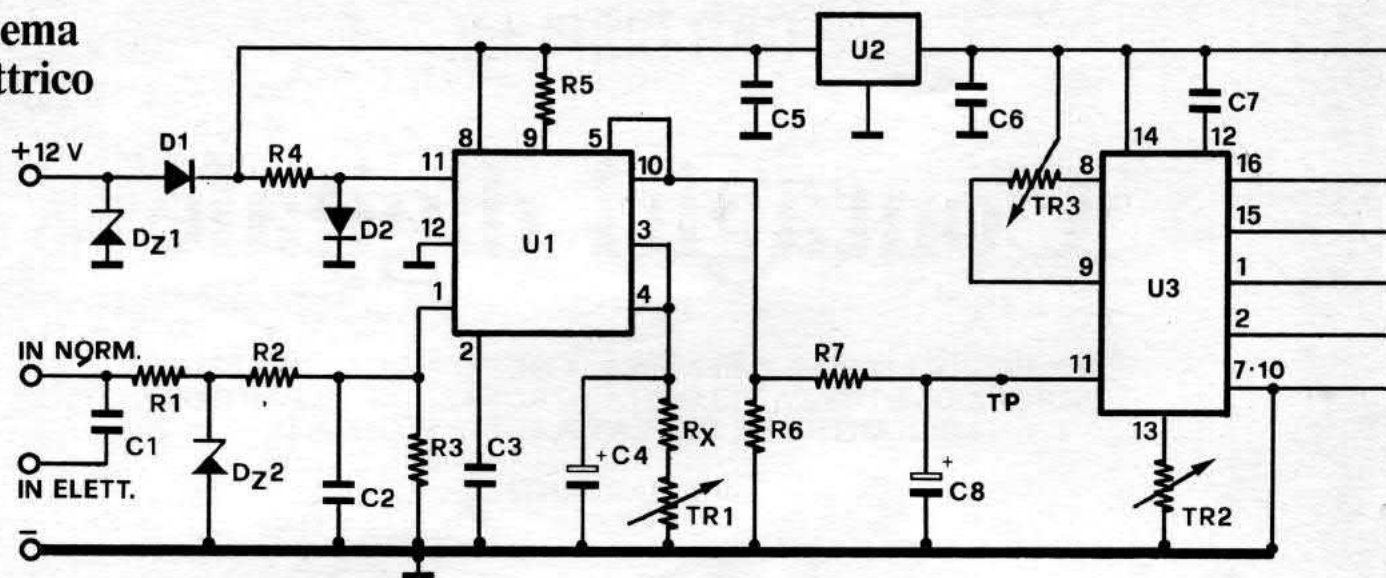 ema
ttrico
+12 V
D1
R4
DZ1
D2
8
9
5
R5
11
12
1
10
3
4
2
U1
C5
U2
C6
C7
14
12
8
TR3
9
16
15
1
2
7·10
11
13
U3
IN NORM.
R1
R2
C1
IN ELETT.
DZ2
C2
R3
C3
+ C4
RX
TR1
R6
R7
TP
+
C8
TR2
–